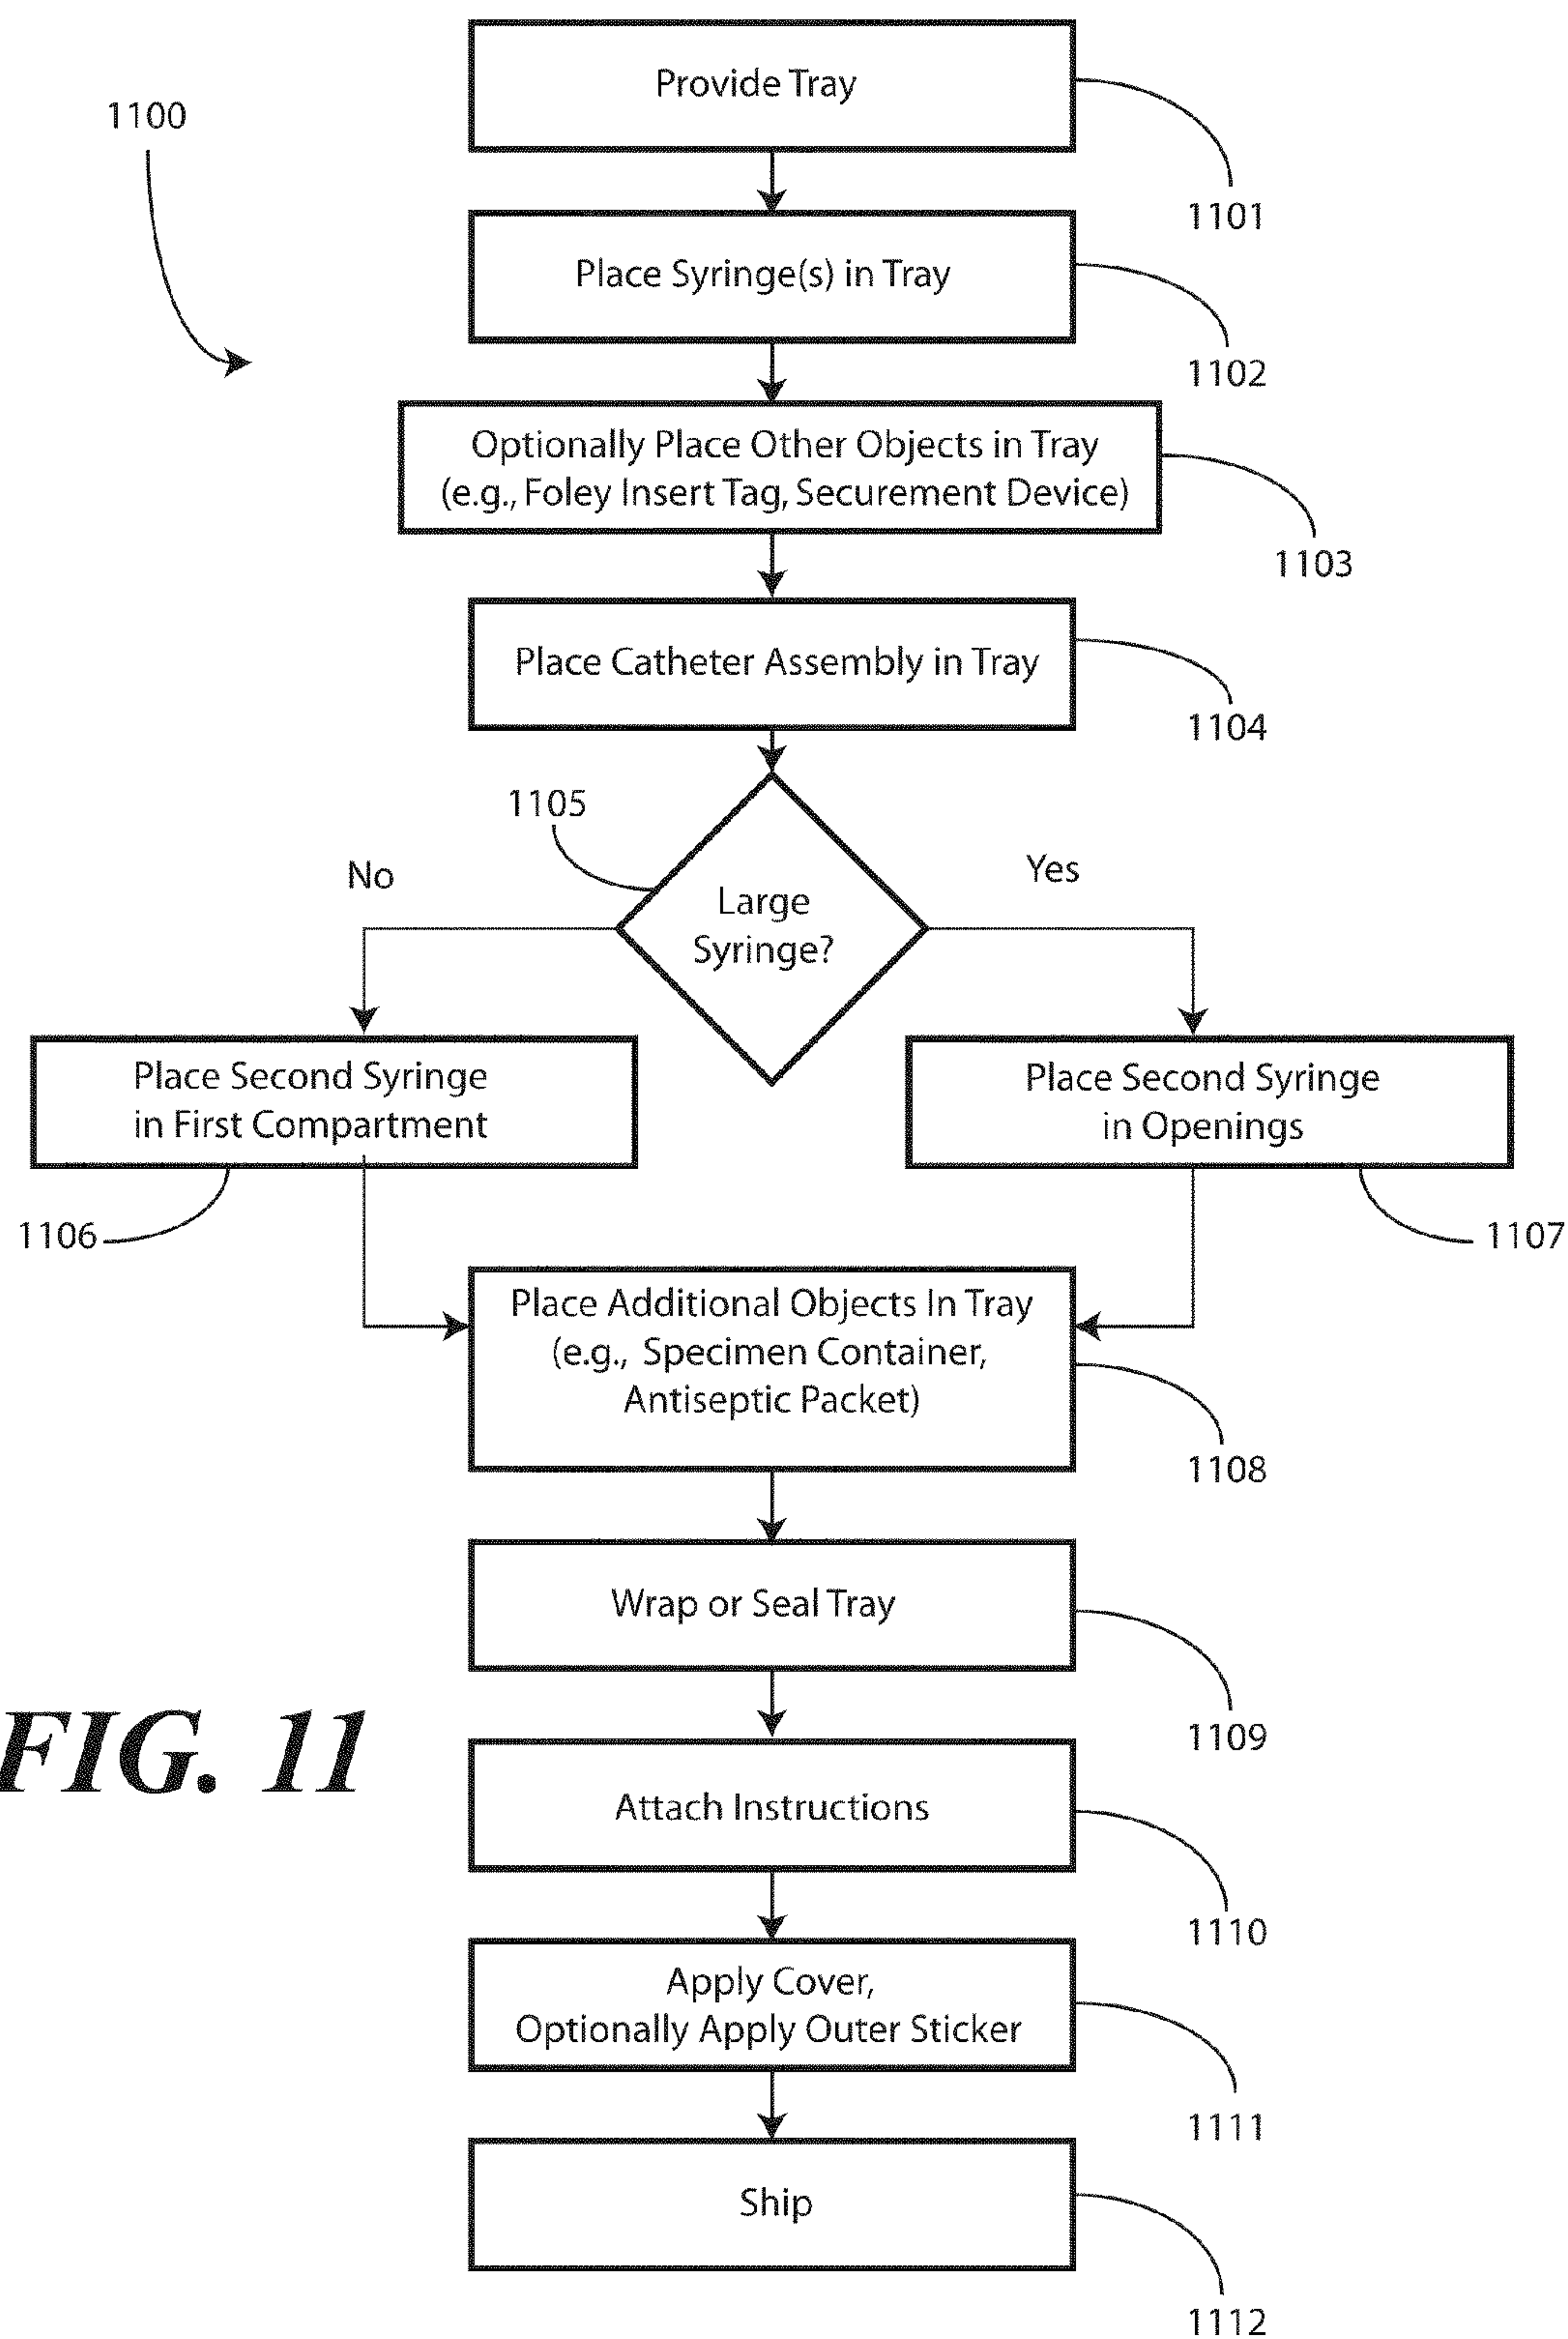 Provide Tray
1100
1101
Place Syringe(s) in Tray
1102
Optionally Place Other Objects in Tray
(e.g., Foley Insert Tag, Securement Device)
1103
Place Catheter Assembly in Tray
1104
1105
No
Yes
Large
Syringe?
Place Second Syringe
in First Compartment
Place Second Syringe
in Openings
1106
1107
Place Additional Objects In Tray
(e.g., Specimen Container,
Antiseptic Packet)
1108
Wrap or Seal Tray
1109
FIG. 11
Attach Instructions
1110
Apply Cover,
Optionally Apply Outer Sticker
1111
Ship
1112